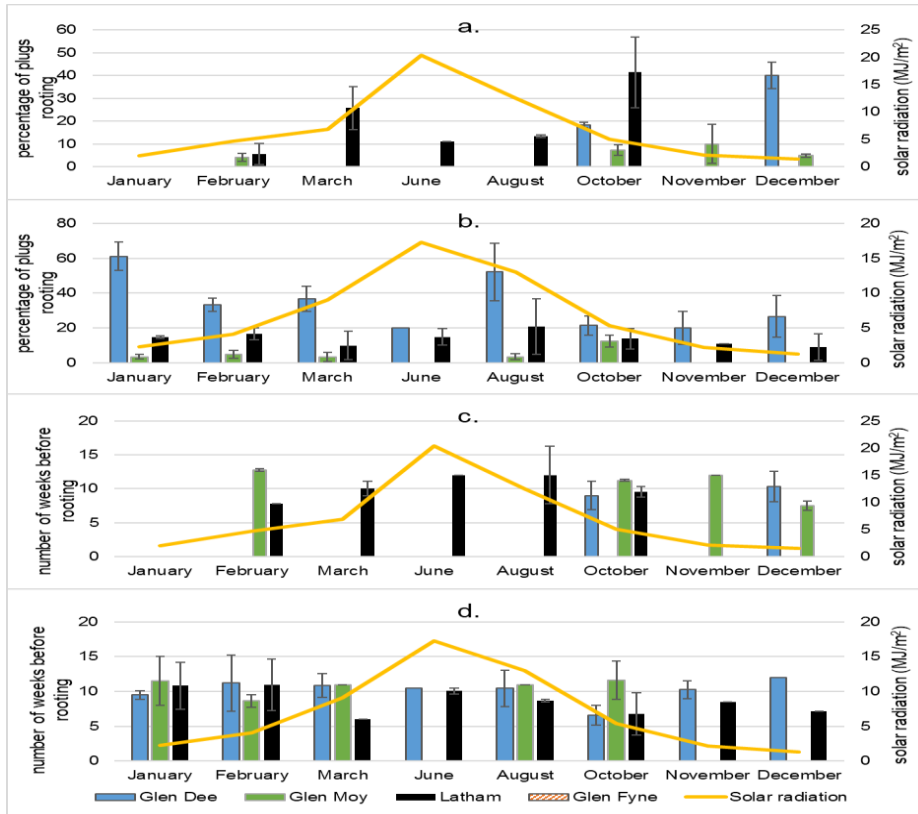 a.
percentage of plugs
rooting
60
50
40
30
20
10
0
25
20
15
10
5
0
solar radiation (MJ/m²)
January February March June August October November December
b.
percentage of plugs
rooting
80
60
40
20
0
20
15
10
5
0
solar radiation (MJ/m²)
January February March June August October November December
c.
number of weeks before
rooting
20
15
10
5
0
25
20
15
10
5
0
solar radiation (MJ/m²)
January February March June August October November December
d.
number of weeks before
rooting
20
15
10
5
0
20
15
10
5
0
solar radiation (MJ/m²)
January February March June August October November December
Glen Dee Glen Moy Latham Glen Fyne Solar radiation